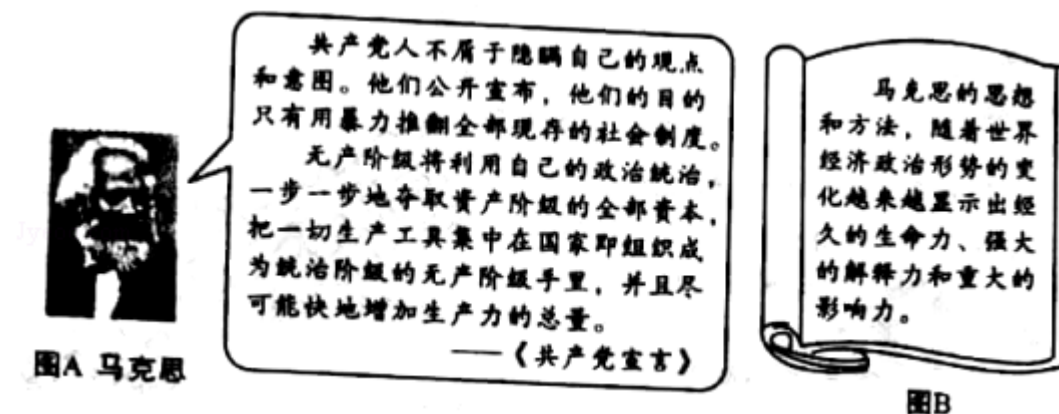 共产党人不屑于隐瞒自己的观点
和意图。他们公开宣布，他们的目的
只有用暴力推翻全部现存的社会制度。
无产阶级将利用自己的政治统治，
一步一步地夺取资产阶级的全部资本，
把一切生产工具集中在国家即组织成
为统治阶级的无产阶级手里，并且尽
可能快地增加生产力的总量。
——《共产党宣言》
图A 马克思
马克思的思想
和方法，随着世界
经济政治形势的变
化越来越显示出经
久的生命力、强大
的解释力和重大的
影响力。
图B